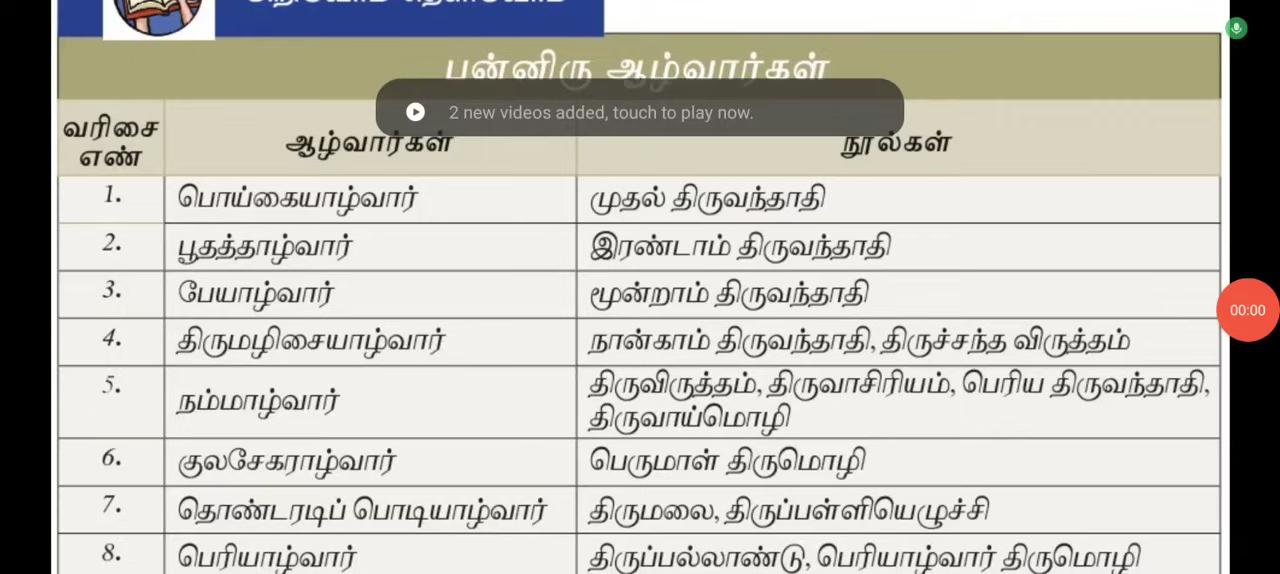 பன்னிரு ஆழ்வார்கள்
2 new videos added, touch to play now.
வரிசை எண்
ஆழ்வார்கள்
நூல்கள்
1. பொய்கையாழ்வார் முதல் திருவந்தாதி
2. பூதத்தாழ்வார் இரண்டாம் திருவந்தாதி
3. பேயாழ்வார் மூன்றாம் திருவந்தாதி
4. திருமழிசையாழ்வார் நான்காம் திருவந்தாதி, திருச்சந்த விருத்தம்
5. நம்மாழ்வார் திருவிருத்தம், திருவாசிரியம், பெரிய திருவந்தாதி,
திருவாய்மொழி
6. குலசேகராழ்வார் பெருமாள் திருமொழி
7. தொண்டரடிப் பொடியாழ்வார் திருமலை, திருப்பள்ளியெழுச்சி
8. பெரியாழ்வார் திருப்பல்லாண்டு, பெரியாழ்வார் திருமொழி
00:00